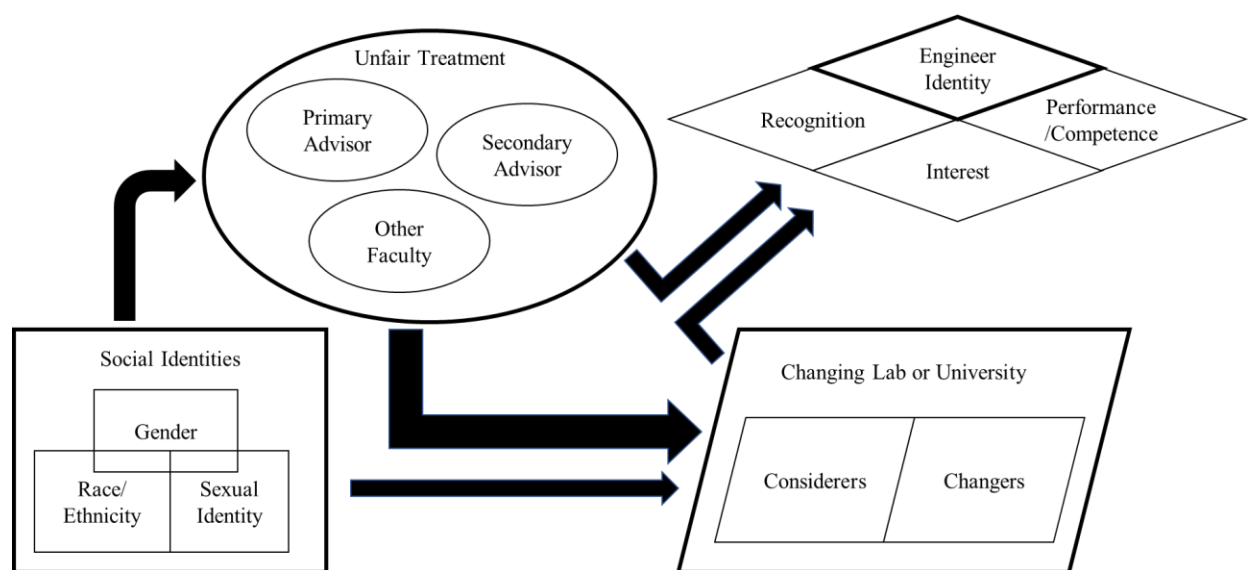 Unfair Treatment
Primary
Advisor
Secondary
Advisor
Other
Faculty
Engineer
Identity
Recognition
Performance
/Competence
Interest
Social Identities
Gender
Race/
Ethnicity
Sexual
Identity
Changing Lab or University
Considerers
Changers